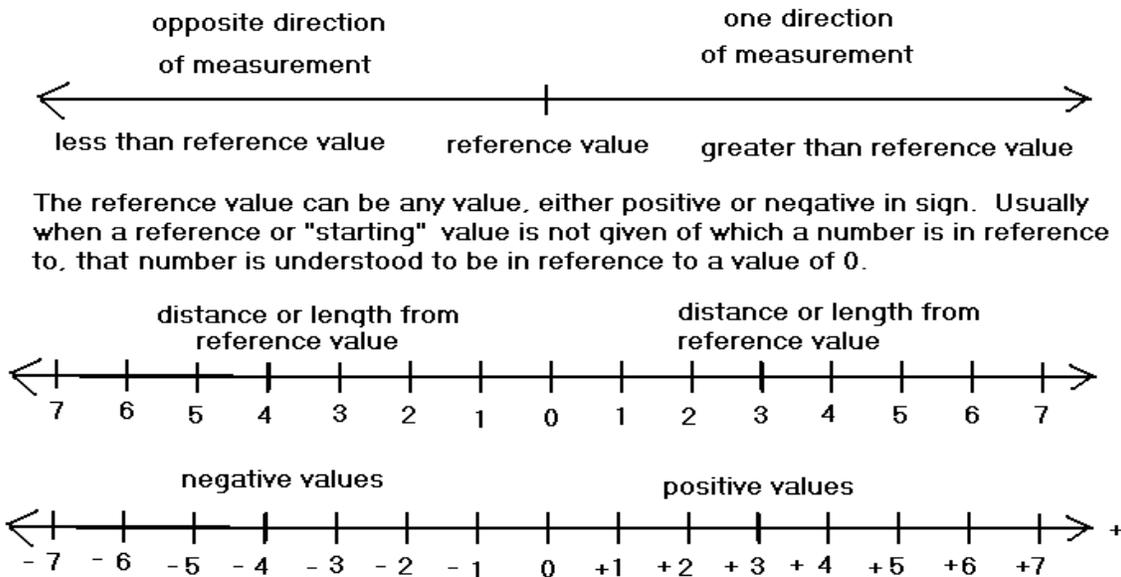 opposite direction
of measurement
one direction
of measurement
less than reference value
reference value
greater than reference value
The reference value can be any value, either positive or negative in sign. Usually
when a reference or "starting" value is not given of which a number is in reference
to, that number is understood to be in reference to a value of 0.
distance or length from
reference value
distance or length from
reference value
7 6 5 4 3 2 1 0 1 2 3 4 5 6 7
negative values
positive values
+
- 7 - 6 - 5 - 4 - 3 - 2 - 1 0 +1 +2 + 3 + 4 +5 +6 +7